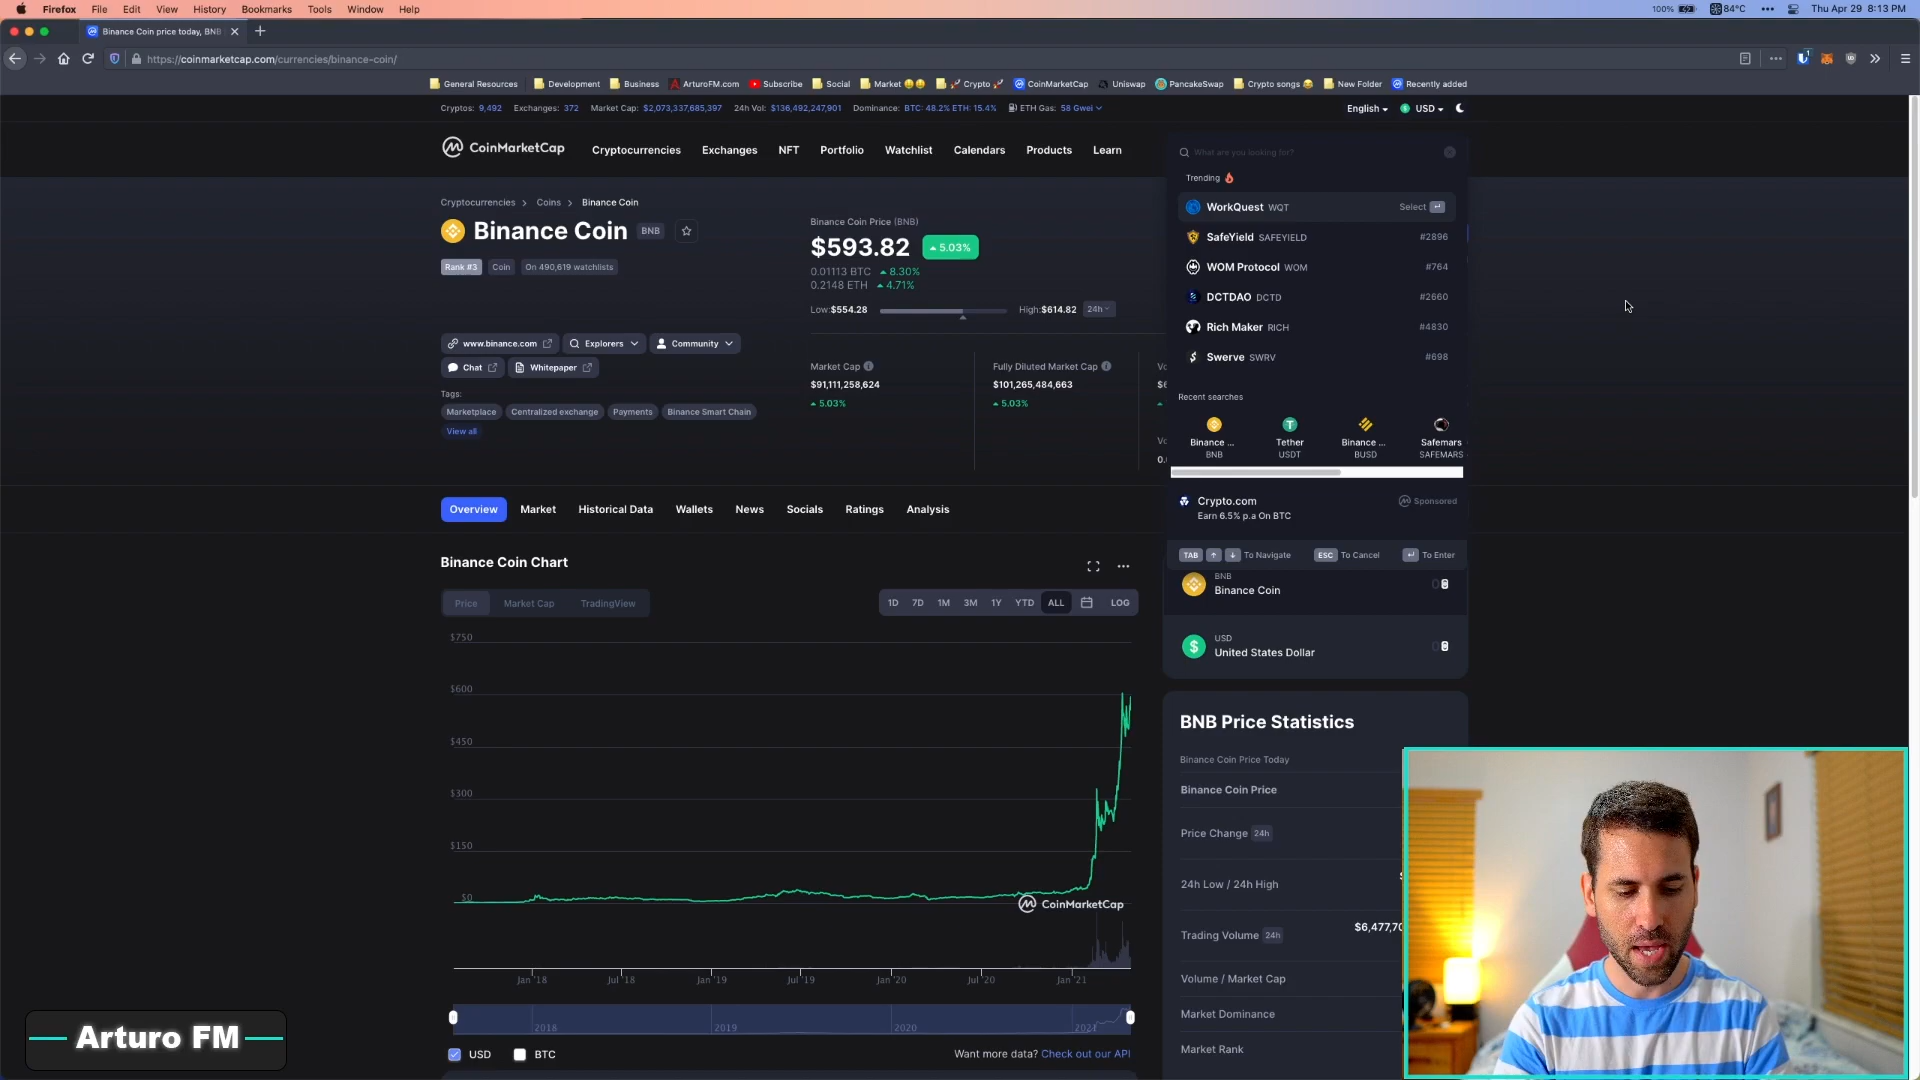 Firefox File Edit View History Bookmarks Tools Window Help
100% 84°C Thu Apr 29 8:13 PM
Binance Coin price today, BNB
https://coinmarketcap.com/currencies/binance-coin/
General Resources Development Business ArturoFM.com Subscribe Social Market 🤑🤑 🚀 Crypto 🚀 CoinMarketCap Uniswap PancakeSwap Crypto songs 😂 New Folder Recently added
Cryptos: 9,492 Exchanges: 372 Market Cap: $2,073,337,685,397 24h Vol: $136,492,247,901 Dominance: BTC: 48.2% ETH: 15.4% ETH Gas: 58 Gwei
English USD
CoinMarketCap Cryptocurrencies Exchanges NFT Portfolio Watchlist Calendars Products Learn
What are you looking for?
Trending
WorkQuest WQT Select
SafeYield SAFEYIELD #2896
WOM Protocol WOM #764
DCTDAO DCTD #2660
Rich Maker RICH #4830
Swerve SWRV #698
Recent searches
Binance ... Tether Binance ... Safemars
BNB USDT BUSD SAFEMARS
Crypto.com Sponsored
Earn 6.5% p.a On BTC
TAB To Navigate ESC To Cancel To Enter
Cryptocurrencies > Coins > Binance Coin
Binance Coin BNB
Rank #3 Coin On 490,619 watchlists
Binance Coin Price (BNB)
$593.82 5.03%
0.01113 BTC 8.30%
0.2148 ETH 4.71%
Low:$554.28 High:$614.82 24h
www.binance.com Explorers Community
Chat Whitepaper
Tags:
Marketplace Centralized exchange Payments Binance Smart Chain
View all
Market Cap
$91,111,258,624
5.03%
Fully Diluted Market Cap
$101,265,484,663
5.03%
Overview Market Historical Data Wallets News Socials Ratings Analysis
Binance Coin Chart
Price Market Cap TradingView
1D 7D 1M 3M 1Y YTD ALL LOG
$750
$600
$450
$300
$150
$0
CoinMarketCap
Jan '18 Jul '18 Jan '19 Jul '19 Jan '20 Jul '20 Jan '21
2018 2019 2020 2021
USD BTC
Want more data? Check out our API
BNB
Binance Coin
USD
United States Dollar
BNB Price Statistics
Binance Coin Price Today
Binance Coin Price
Price Change 24h
24h Low / 24h High
Trading Volume 24h $6,477,70
Volume / Market Cap
Market Dominance
Market Rank
Arturo FM